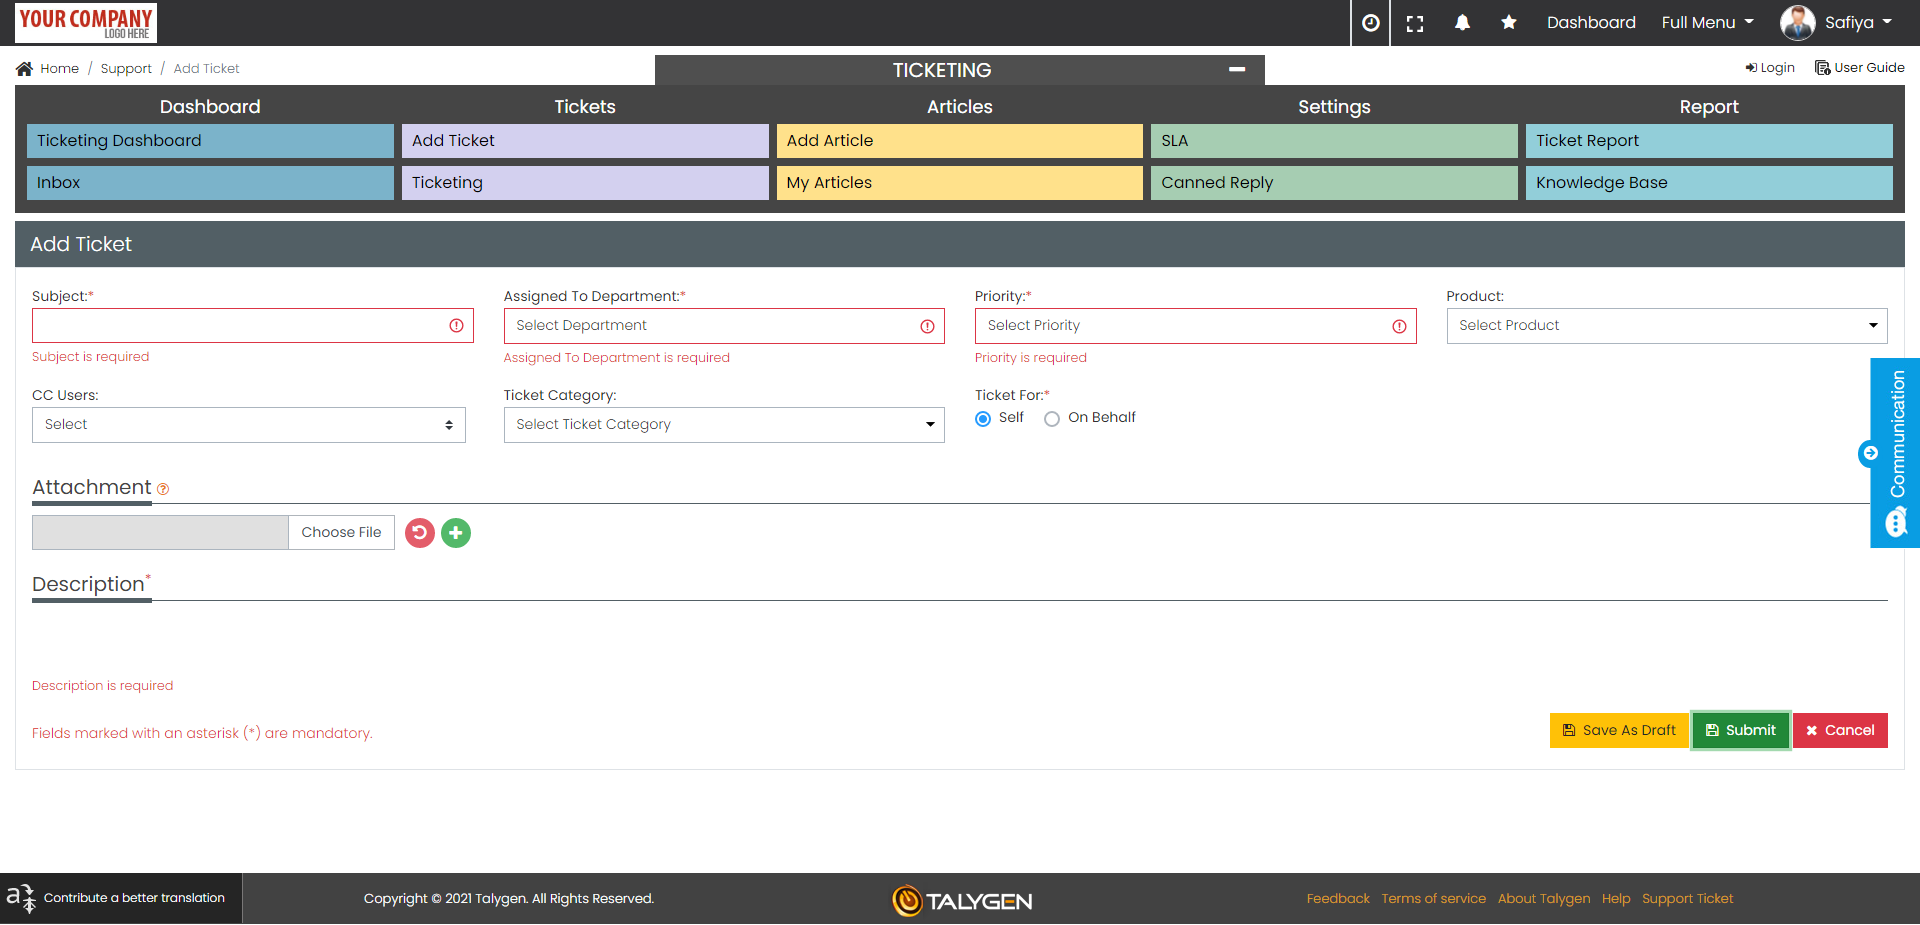 YOUR COMPANY
LOGO HERE
Dashboard Full Menu Safiya
Home / Support / Add Ticket
TICKETING
Login User Guide
Dashboard Tickets Articles Settings Report
Ticketing Dashboard Add Ticket Add Article SLA Ticket Report
Inbox Ticketing My Articles Canned Reply Knowledge Base
Add Ticket
Subject:* Assigned To Department:* Priority:* Product:
Select Department Select Priority Select Product
Subject is required Assigned To Department is required Priority is required
CC Users: Ticket Category: Ticket For:*
Select Select Ticket Category Self On Behalf
Communication
Attachment
Choose File
Description*
Description is required
Fields marked with an asterisk (*) are mandatory.
Save As Draft Submit Cancel
Contribute a better translation
Copyright © 2021 Talygen. All Rights Reserved.
TALYGEN
Feedback Terms of service About Talygen Help Support Ticket